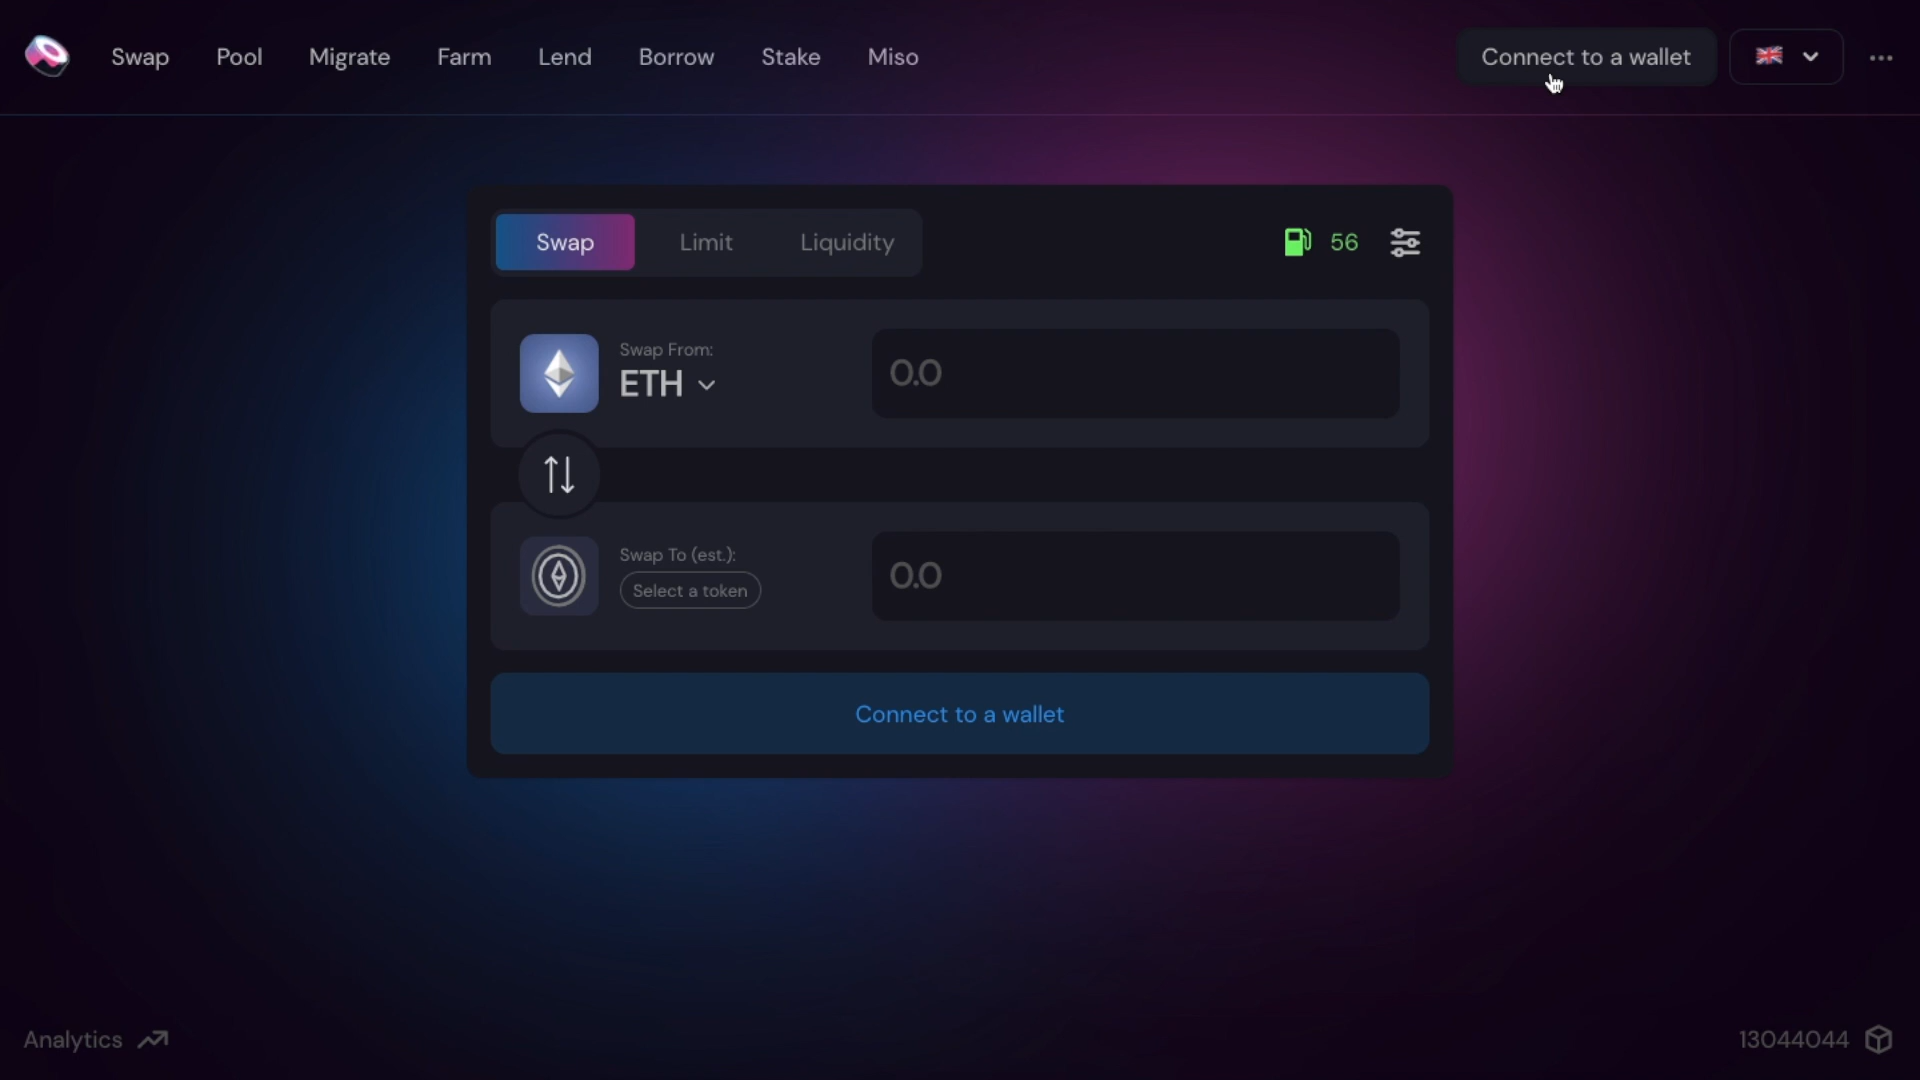 Swap Pool Migrate Farm Lend Borrow Stake Miso Connect to a wallet
Swap Limit Liquidity 56
Swap From:
ETH
0.0
Swap To (est.):
Select a token
0.0
Connect to a wallet
Analytics 13044044